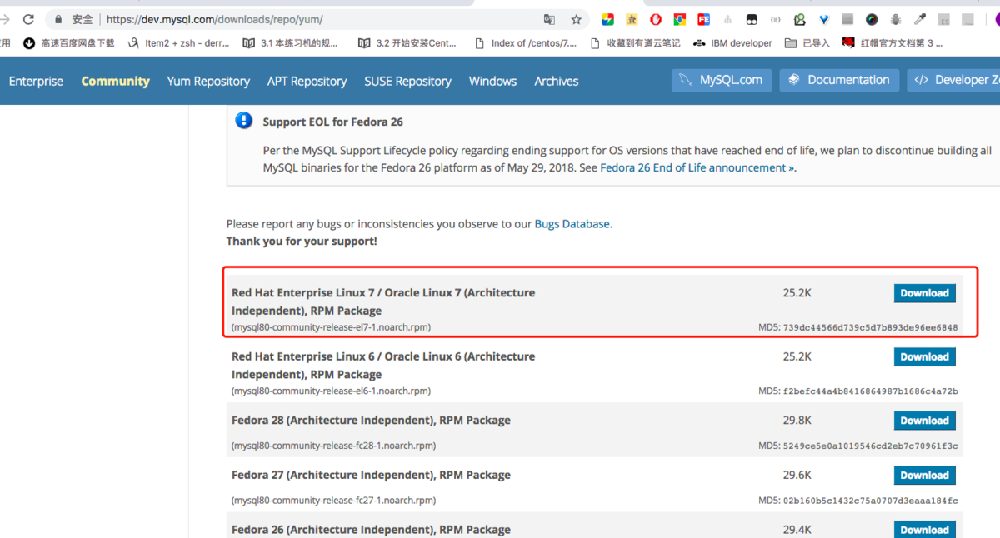 安全 | https://dev.mysql.com/downloads/repo/yum/
用 高速百度网盘下载 Item2 + zsh - derr... 3.1 本练习机的规... 3.2 开始安装Cent... Index of /centos/7.... 收藏到有道云笔记 IBM developer 已导入 红帽官方文档第 3 ...
Enterprise Community Yum Repository APT Repository SUSE Repository Windows Archives MySQL.com Documentation </> Developer Zo
Support EOL for Fedora 26
Per the MySQL Support Lifecycle policy regarding ending support for OS versions that have reached end of life, we plan to discontinue building all
MySQL binaries for the Fedora 26 platform as of May 29, 2018. See Fedora 26 End of Life announcement ».
Please report any bugs or inconsistencies you observe to our Bugs Database.
Thank you for your support!
Red Hat Enterprise Linux 7 / Oracle Linux 7 (Architecture 25.2K Download
Independent), RPM Package
(mysql80-community-release-el7-1.noarch.rpm) MD5: 739dc44566d739c5d7b893de96ee6848
Red Hat Enterprise Linux 6 / Oracle Linux 6 (Architecture 25.2K Download
Independent), RPM Package
(mysql80-community-release-el6-1.noarch.rpm) MD5: f2befc44a4b8416864987b1686c4a72b
Fedora 28 (Architecture Independent), RPM Package 29.8K Download
(mysql80-community-release-fc28-1.noarch.rpm) MD5: 5249ce5e0a1019546cd2eb7c70961f3c
Fedora 27 (Architecture Independent), RPM Package 29.6K Download
(mysql80-community-release-fc27-1.noarch.rpm) MD5: 02b160b5c1432c75a0707d3eaaa184fc
Fedora 26 (Architecture Independent), RPM Package 29.4K Download